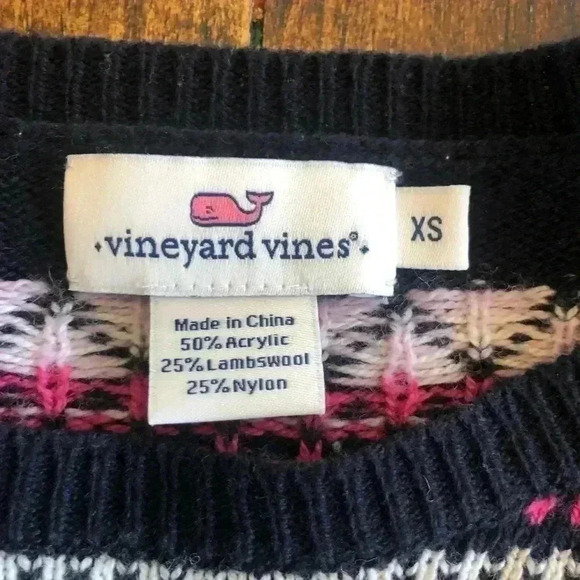 ·vineyard vines®·
XS
Made in China
50% Acrylic
25% Lambswool
25% Nylon